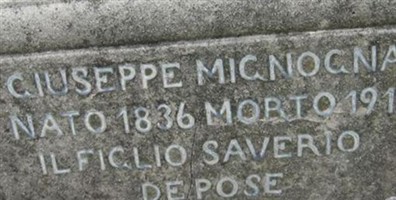 GIUSEPPE MIGNOGNA
NATO 1836 MORTO 191
IL FIGLIO SAVERIO
DEPOSE